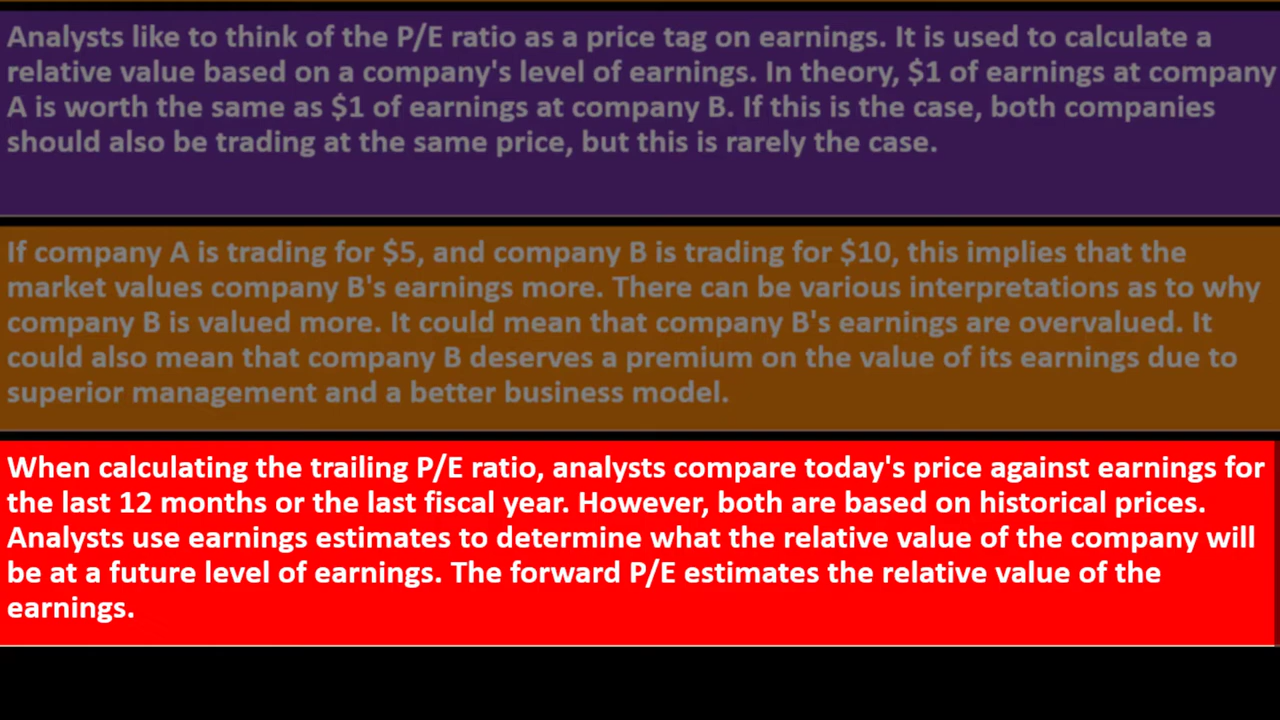 Analysts like to think of the P/E ratio as a price tag on earnings. It is used to calculate a
relative value based on a company's level of earnings. In theory, $1 of earnings at company
A is worth the same as $1 of earnings at company B. If this is the case, both companies
should also be trading at the same price, but this is rarely the case.
If company A is trading for $5, and company B is trading for $10, this implies that the
market values company B's earnings more. There can be various interpretations as to why
company B is valued more. It could mean that company B's earnings are overvalued. It
could also mean that company B deserves a premium on the value of its earnings due to
superior management and a better business model.
When calculating the trailing P/E ratio, analysts compare today's price against earnings for
the last 12 months or the last fiscal year. However, both are based on historical prices.
Analysts use earnings estimates to determine what the relative value of the company will
be at a future level of earnings. The forward P/E estimates the relative value of the
earnings.